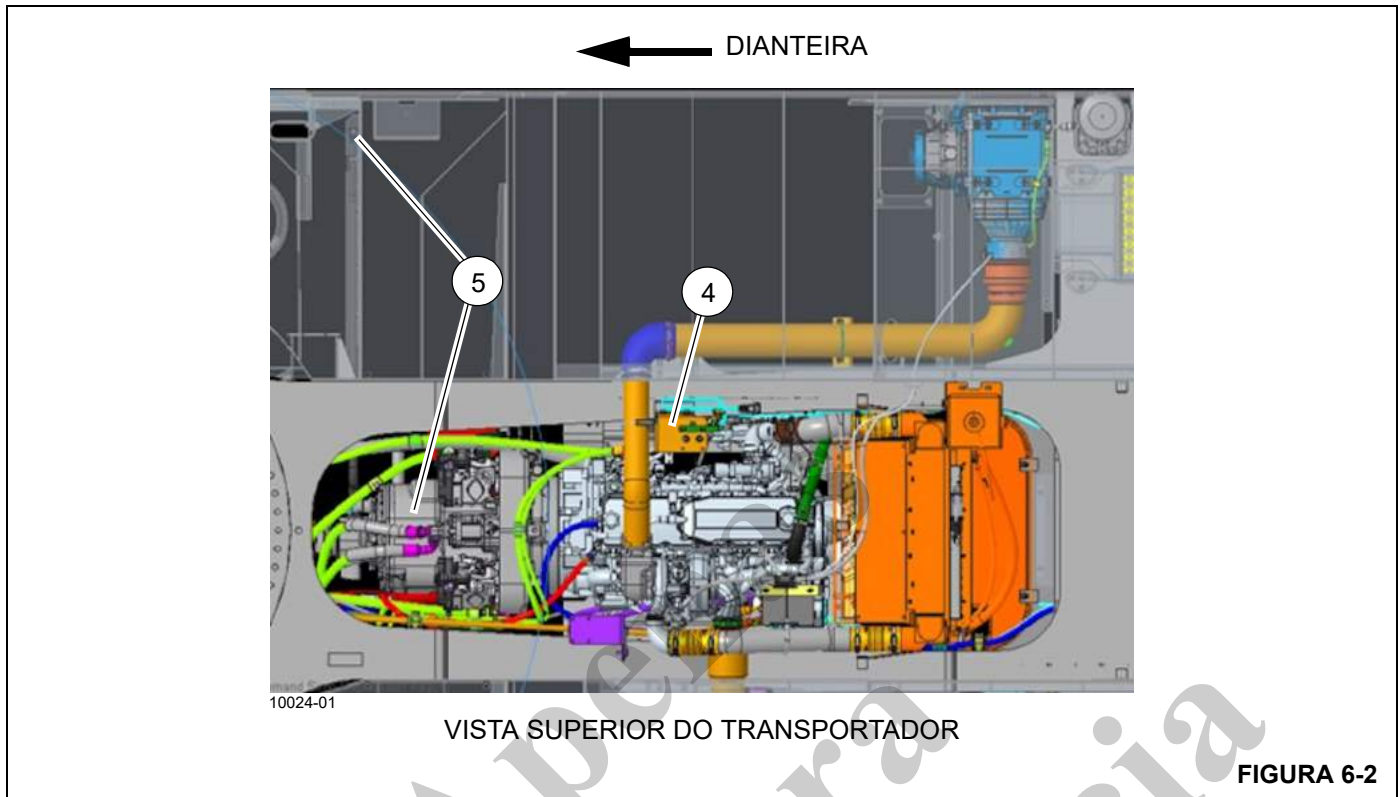 DIANTEIRA
5
4
10024-01
VISTA SUPERIOR DO TRANSPORTADOR
FIGURA 6-2